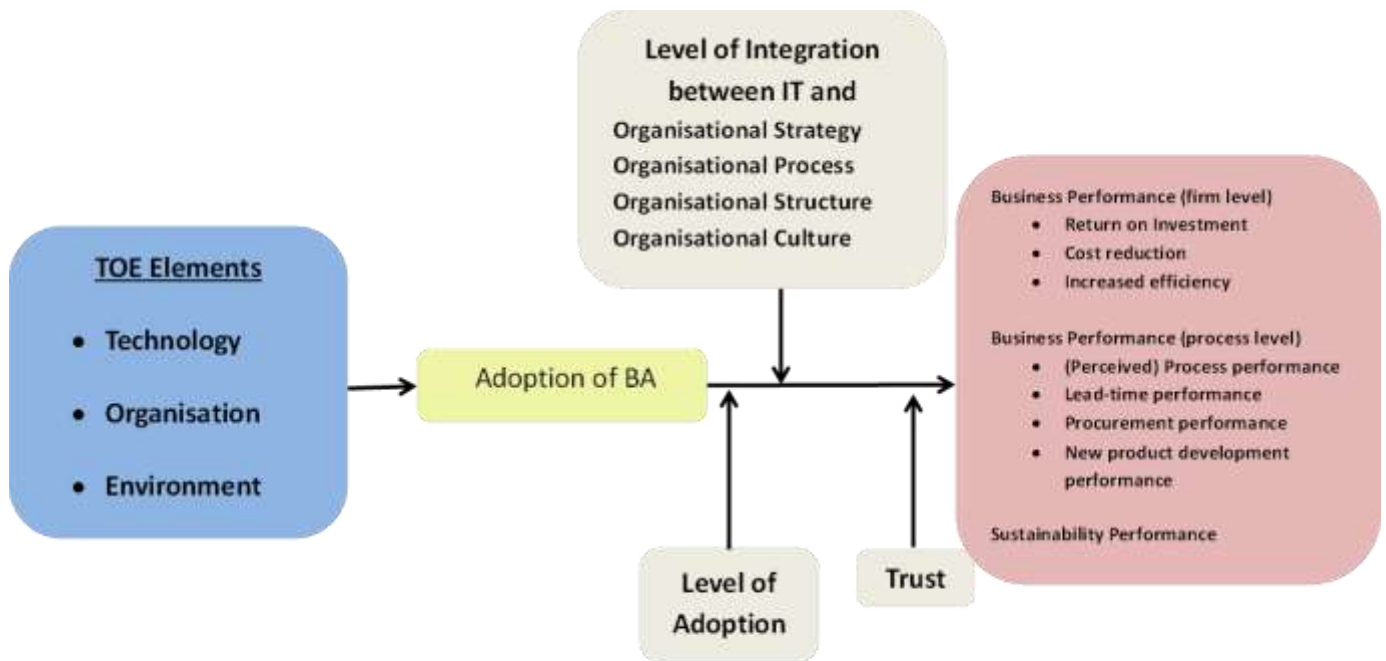 TOE Elements
• Technology
• Organisation
• Environment
Adoption of BA
Level of Integration
between IT and
Organisational Strategy
Organisational Process
Organisational Structure
Organisational Culture
Level of
Adoption
Trust
Business Performance (firm level)
• Return on Investment
• Cost reduction
• Increased efficiency
Business Performance (process level)
• (Perceived) Process performance
• Lead-time performance
• Procurement performance
• New product development
performance
Sustainability Performance